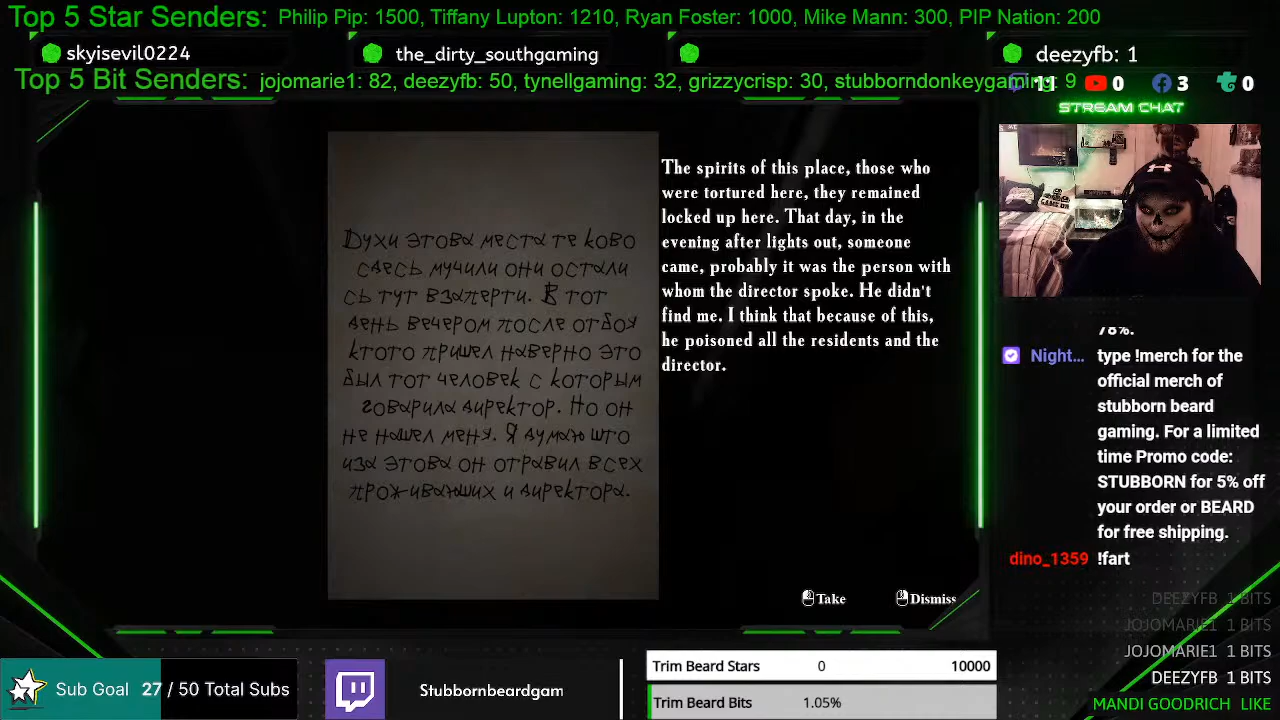 Top 5 Star Senders: Philip Pip: 1500, Tiffany Lupton: 1210, Ryan Foster: 1000, Mike Mann: 300, PIP Nation: 200
skyisevil0224
the_dirty_southgaming
deezyfb: 1
Top 5 Bit Senders: jojomarie1: 82, deezyfb: 50, tynellgaming: 32, grizzycrisp: 30, stubborndonkeygaming: 9
11 0 3 0
STREAM CHAT
Духи этова места те ково
сдесь мучили они остали
сь тут взаперти. В тот
день вечером после отбоу
ктото пришел наверно это
был тот человек с которым
говарила директор. Но он
не нашел меня. Я думаю што
иза этова он отравил всех
проживаюших и директора.
The spirits of this place, those who
were tortured here, they remained
locked up here. That day, in the
evening after lights out, someone
came, probably it was the person with
whom the director spoke. He didn't
find me. I think that because of this,
he poisoned all the residents and the
director.
Take
Dismiss
78%.
Night... type !merch for the
official merch of
stubborn beard
gaming. For a limited
time Promo code:
STUBBORN for 5% off
your order or BEARD
for free shipping.
dino_1359 !fart
DEEZYFB 1 BITS
JOJOMARIE1 1 BITS
JOJOMARIE1 1 BITS
DEEZYFB 1 BITS
MANDI GOODRICH LIKE
Sub Goal 27 / 50 Total Subs
Stubbornbeardgam
Trim Beard Stars 0 10000
Trim Beard Bits 1.05%